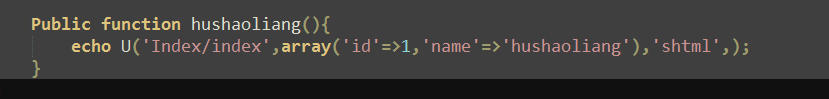 Public function hushaoliang(){
echo U('Index/index',array('id'=>1,'name'=>'hushaoliang'),'shtml',);
}